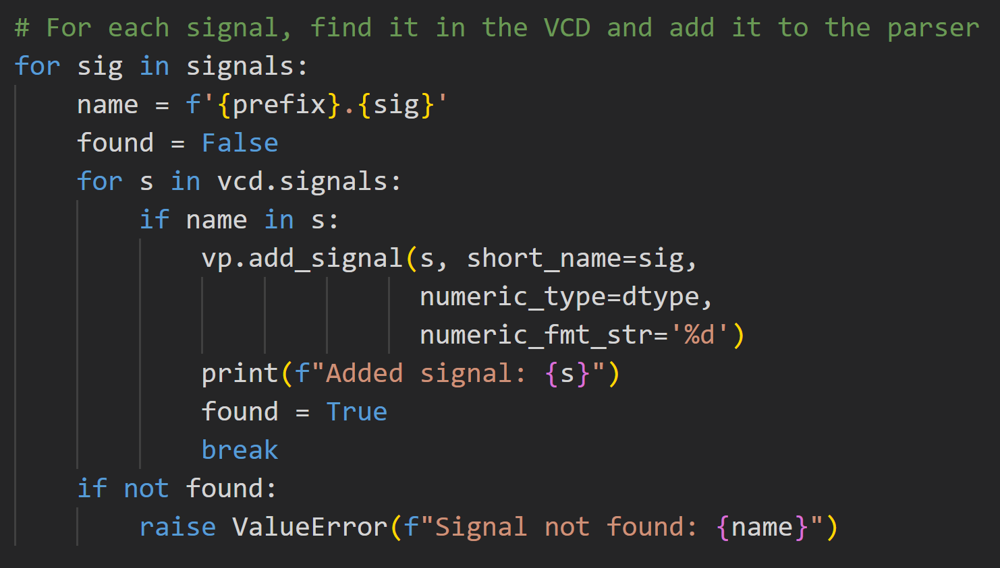 # For each signal, find it in the VCD and add it to the parser
for sig in signals:
    name = f'{prefix}.{sig}'
    found = False
    for s in vcd.signals:
        if name in s:
            vp.add_signal(s, short_name=sig,
                          numeric_type=dtype,
                          numeric_fmt_str='%d')
            print(f"Added signal: {s}")
            found = True
            break
    if not found:
        raise ValueError(f"Signal not found: {name}")